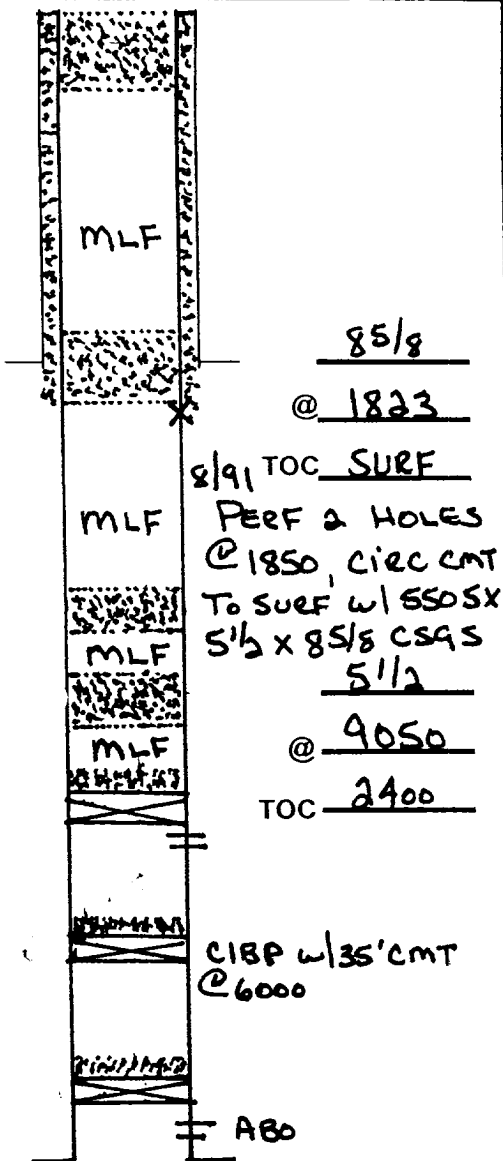 MLF
8 5/8
@ 1823
8/91 TOC SURF
MLF
PERF 2 HOLES
@ 1850, CIRC CMT
TO SURF w/ 550 SX
5 1/2 x 8 5/8 CSGS
MLF
5 1/2
MLF
@ 9050
TOC 2400
CIBP w/ 35' CMT
@ 6000
ABO